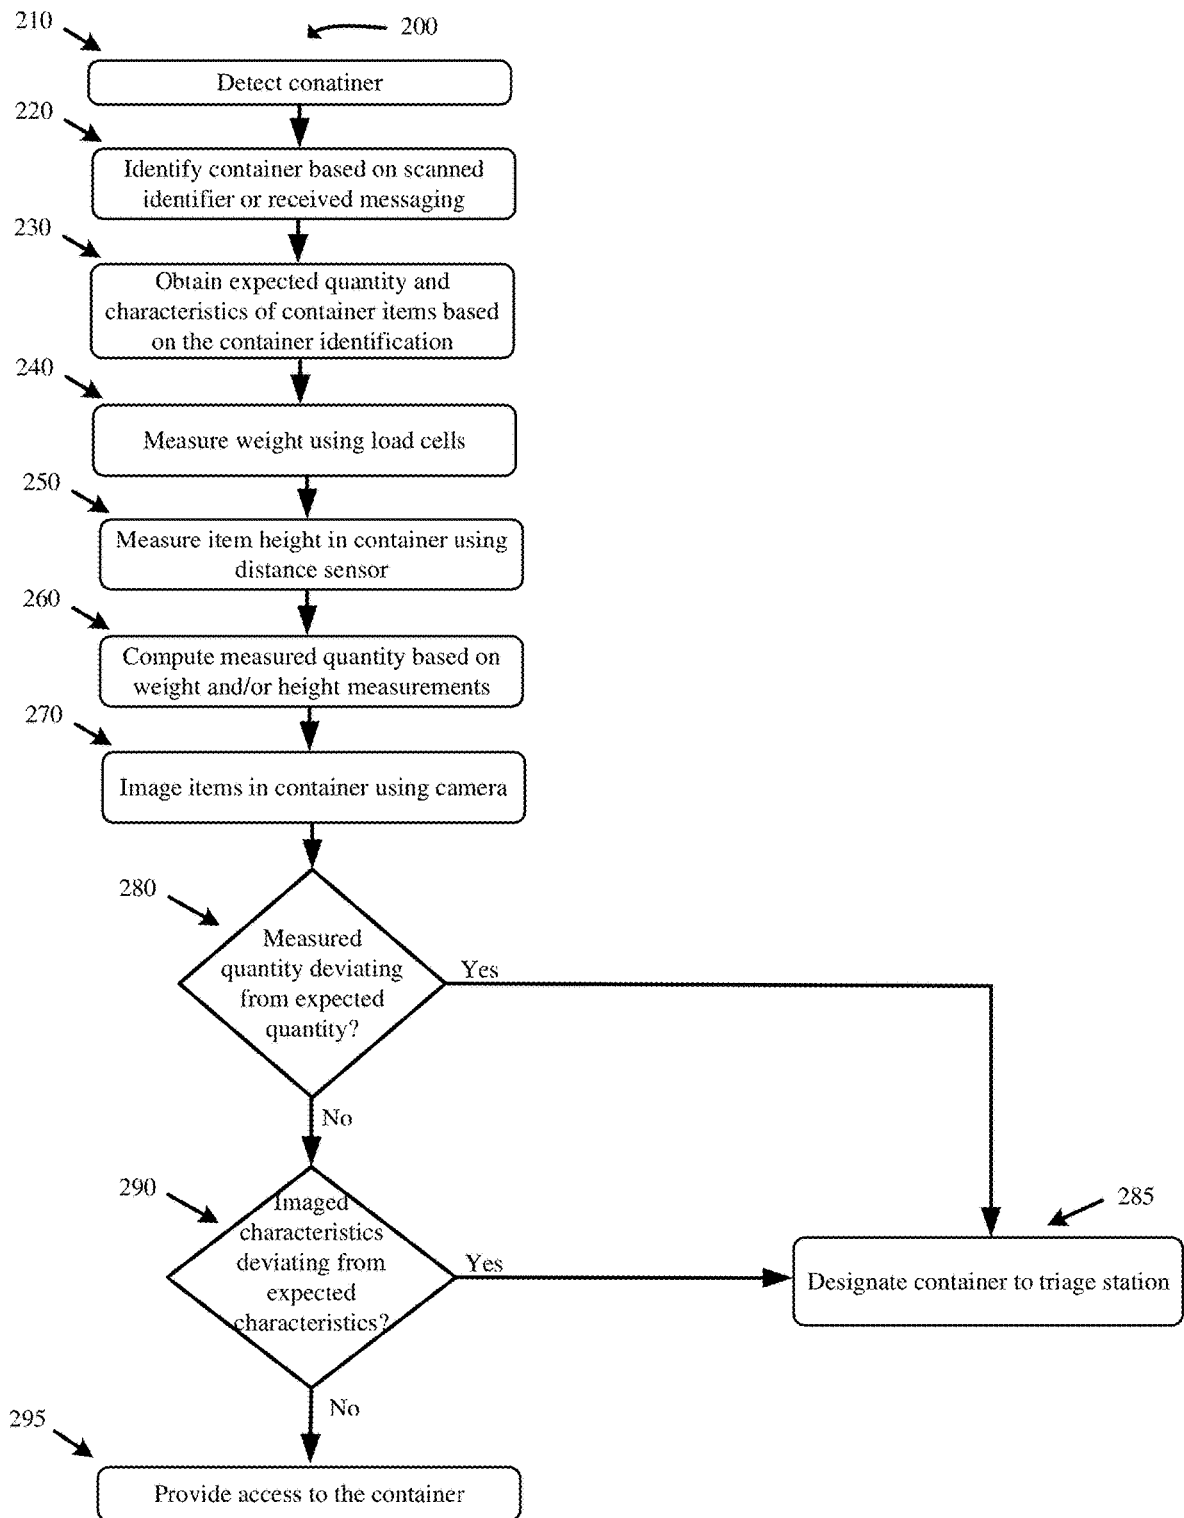 210
200
Detect conatiner
220
Identify container based on scanned
identifier or received messaging
230
Obtain expected quantity and
characteristics of container items based
on the container identification
240
Measure weight using load cells
250
Measure item height in container using
distance sensor
260
Compute measured quantity based on
weight and/or height measurements
270
Image items in container using camera
280
Measured
quantity deviating
from expected
quantity?
Yes
No
290
Imaged
characteristics
deviating from
expected
characteristics?
Yes
285
Designate container to triage station
No
295
Provide access to the container